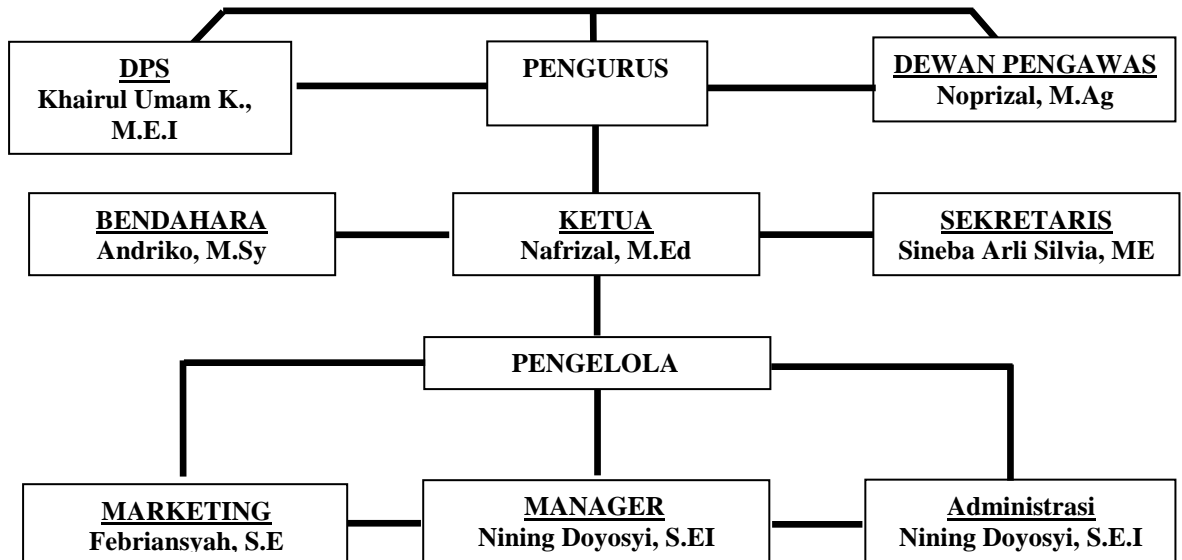 DPS
Khairul Umam K.,
M.E.I
PENGURUS
DEWAN PENGAWAS
Noprizal, M.Ag
BENDAHARA
Andriko, M.Sy
KETUA
Nafrizal, M.Ed
SEKRETARIS
Sineba Arli Silvia, ME
PENGELOLA
MARKETING
Febriansyah, S.E
MANAGER
Nining Doyosyi, S.EI
Administrasi
Nining Doyosyi, S.E.I